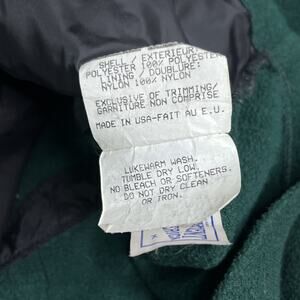 SHELL / EXTERIEUR:
POLYESTER 100% POLYESTER
LINING / DOUBLURE:
NYLON 100% NYLON
EXCLUSIVE OF TRIMMING/
GARNITURE NON COMPRISE
MADE IN USA-FAIT AU E.U.
LUKEWARM WASH.
TUMBLE DRY LOW.
NO BLEACH OR SOFTENERS.
DO NOT DRY CLEAN
OR IRON.